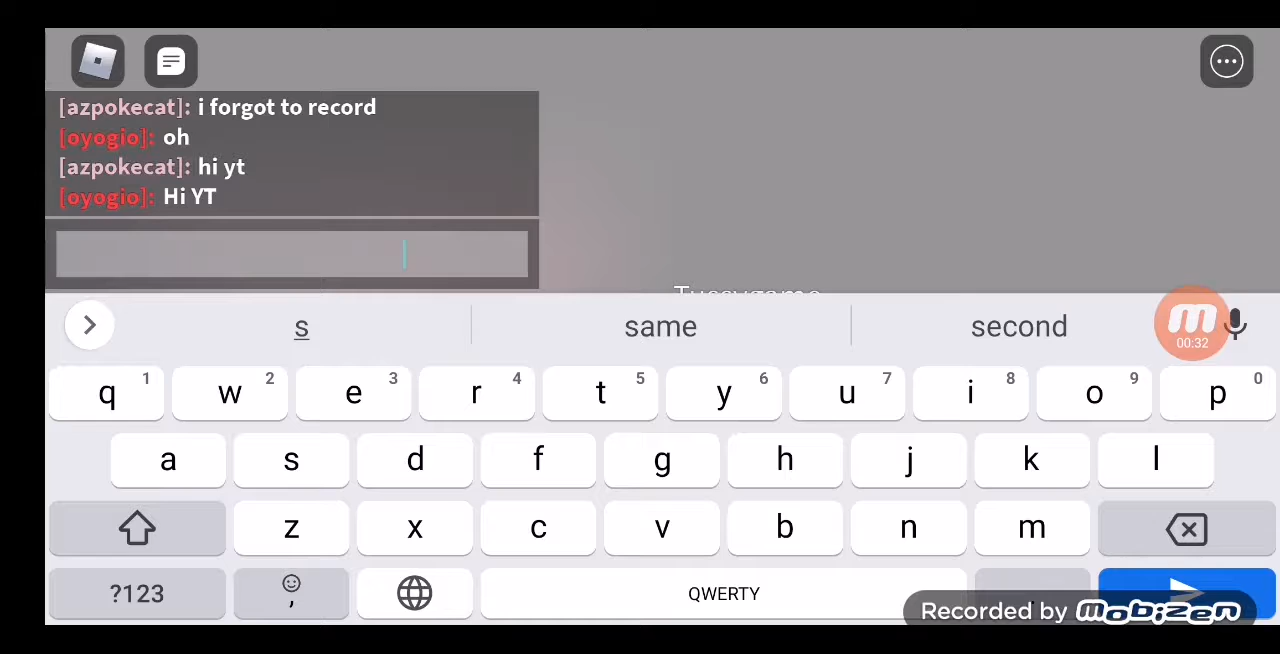 [azpokecat]: i forgot to record
[oyogio]: oh
[azpokecat]: hi yt
[oyogio]: Hi YT
s same second
00:32
q 1 w 2 e 3 r 4 t 5 y 6 u 7 i 8 o 9 p 0
a s d f g h j k l
z x c v b n m
?123 , QWERTY
Recorded by mobizen